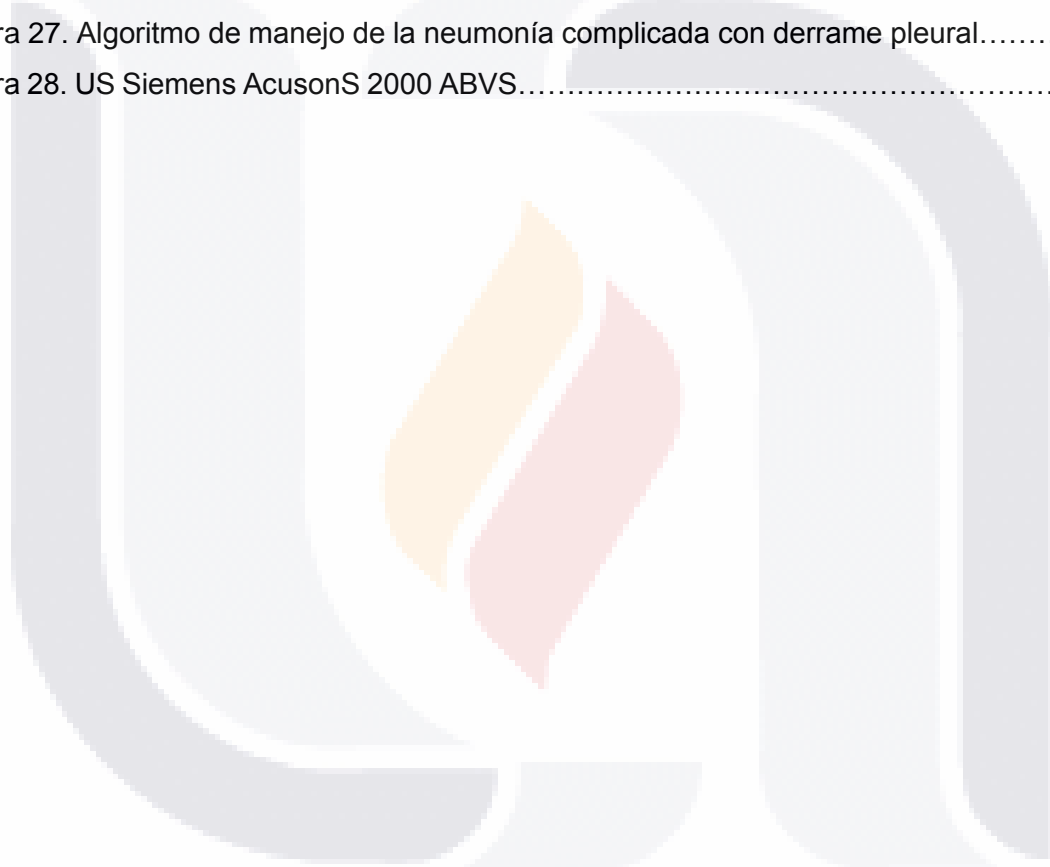 ra 27. Algoritmo de manejo de la neumonía complicada con derrame pleural…….
ra 28. US Siemens AcusonS 2000 ABVS…………………………………………….